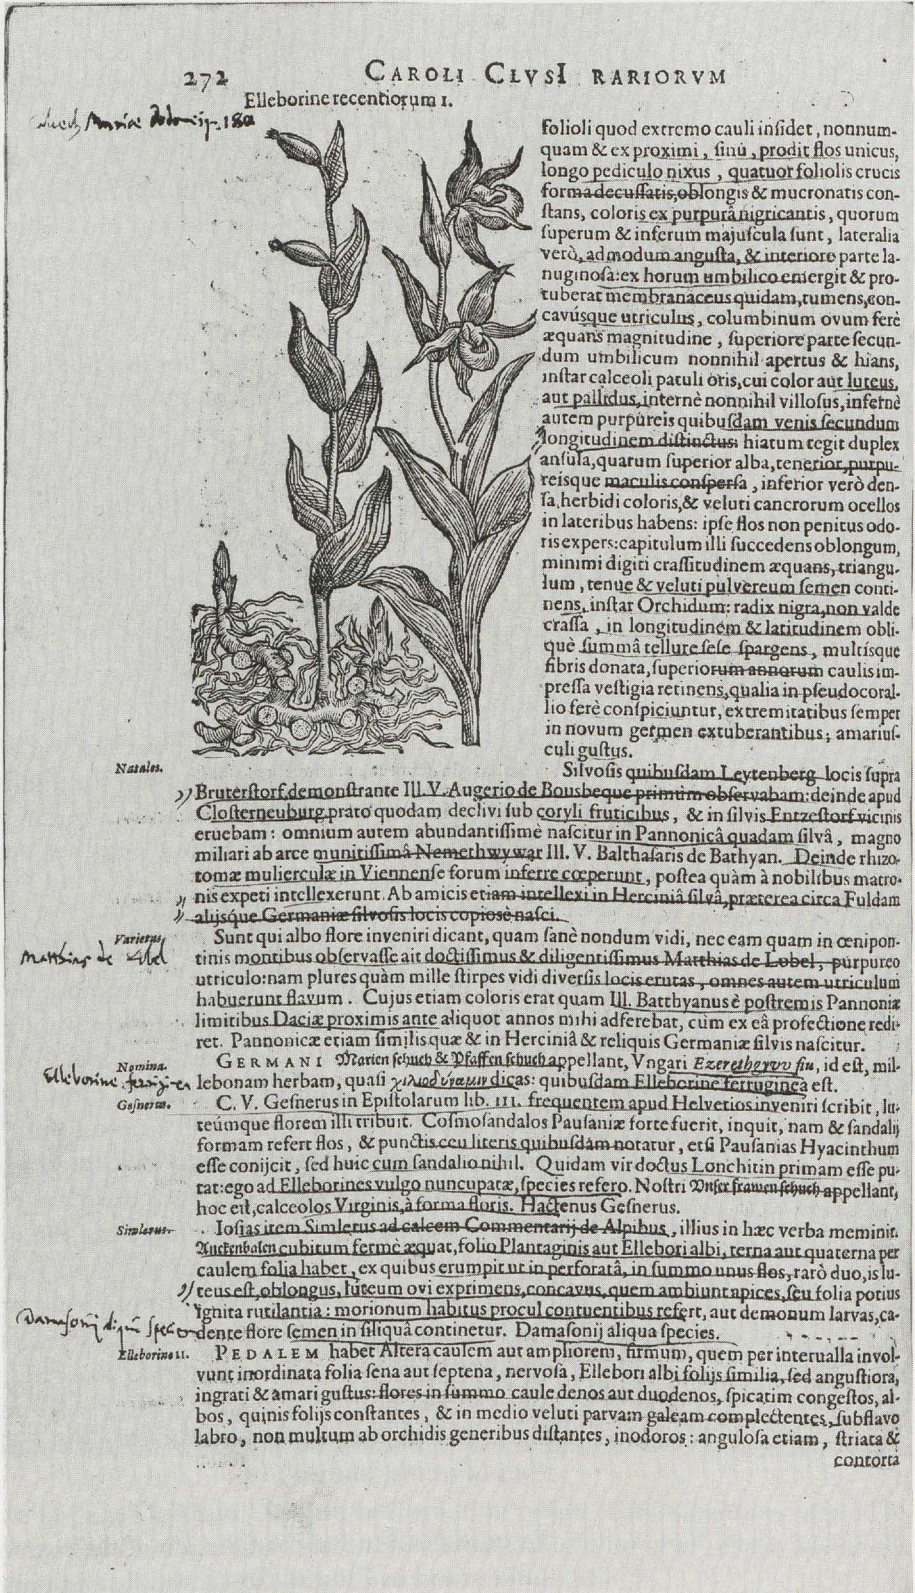 272 CAROLI CLVSI RARIORVM
Elleborine recentiorum 1.
folioli quod extremo cauli insidet, nonnum-
quam & ex proximi, sinú, prodit flos unicus,
longo pediculo nixus, quatuor foliolis crucis
forma decussatis, oblongis & mucronatis con-
stans, coloris ex purpurâ nigricantis, quorum
superum & inferum majuscula sunt, lateralia
verò, admodum angusta, & interiore parte la-
nuginosa: ex horum umbilico emergit & pro-
tuberat membranaceus quidam, tumens, con-
cavúsque utriculus, columbinum ovum ferè
æquans magnitudine, superiore parte secun-
dum umbilicum nonnihil apertus & hians,
instar calceoli patuli oris, cui color aut luteus,
aut pallidus, internè nonnihil villosus, infernè
autem purpureis quibusdam venis secundum
longitudinem distinctus: hiatum tegit duplex
ansula, quarum superior alba, tenerior, purpu-
reisque maculis conspersa, inferior verò den-
sa, herbidi coloris, & veluti cancrorum ocellos
in lateribus habens: ipse flos non penitus odo-
ris expers: capitulum illi succedens oblongum,
minimi digiti crassitudinem æquans, triangu-
lum, tenue & veluti pulvereum semen conti-
nens, instar Orchidum: radix nigra, non valde
crassa, in longitudinem & latitudinem obli-
què summâ tellure sese spargens, multisque
fibris donata, superiorum annorum caulis im-
pressa vestigia retinens, qualia in pseudocoral-
lio ferè conspiciuntur, extremitatibus semper
in novum germen extuberantibus; amarius-
culi gustus.
Natales.
Silvosis quibusdam Leytenberg locis supra
Bruterstorf demonstrante Ill. V. Augerio de Bousbeque primùm observabam: deinde apud
Closterneuburg prato quodam declivi sub coryli fruticibus, & in silvis Entzestorf vicinis
eruebam: omnium autem abundantissimè nascitur in Pannonicâ quadam silvâ, magno
miliari ab arce munitissimâ Nemethwywar Ill. V. Balthasaris de Bathyan. Deinde rhizo-
tomæ mulierculæ in Viennense forum inferre cœperunt, postea quàm à nobilibus matro-
nis expeti intellexerunt. Ab amicis etiam intellexi in Herciniâ silvâ, præterea circa Fuldam
aliisque Germaniæ silvosis locis copiosè nasci.
Varietas.
Sunt qui albo flore inveniri dicant, quam sanè nondum vidi, nec eam quam in œnipon-
tinis montibus observasse ait doctissimus & diligentissimus Matthias de Lobel, purpureo
utriculo: nam plures quàm mille stirpes vidi diversis locis erutas, omnes autem utriculum
habuerunt flavum. Cujus etiam coloris erat quam Ill. Batthyanus è postremis Pannoniæ
limitibus Daciæ proximis ante aliquot annos mihi adferebat, cùm ex eâ profectione redi-
ret. Pannonicæ etiam similis quæ & in Herciniâ & reliquis Germaniæ silvis nascitur.
Nomina.
GERMANI Marien schuch & Pfaffen schuch appellant, Vngari Ezereihgyvu fiu, id est, mil-
lebonam herbam, quasi χιλιοδύναμιν dicas: quibusdam Elleborine ferruginea est.
Gesnerus.
C. V. Gesnerus in Epistolarum lib. III. frequentem apud Helvetios inveniri scribit, lu-
teúmque florem illi tribuit. Cosmosandalos Pausaniæ forte fuerit, inquit, nam & sandalij
formam refert flos, & punctis ceu literis quibusdam notatur, etsi Pausanias Hyacinthum
esse conijcit, sed huic cum sandalio nihil. Quidam vir doctus Lonchitin primam esse pu-
tat: ego ad Elleborines vulgo nuncupatæ, species refero. Nostri Unser frawen schuch appellant,
hoc est, calceolos Virginis, à forma floris. Hactenus Gesnerus.
Simlerus.
Iosias item Simlerus ad calcem Commentarij de Alpibus, illius in hæc verba meminit.
Kuckenbasen cubitum fermè æquat, folio Plantaginis aut Ellebori albi, terna aut quaterna per
caulem folia habet, ex quibus erumpit ut in perforatâ, in summo unus flos, rarò duo, is lu-
teus est, oblongus, luteum ovi exprimens, concavus, quem ambiunt apices, seu folia potius
ignita rutilantia: morionum habitus procul contuentibus refert, aut demonum larvas, ca-
dente flore semen in siliquâ continetur. Damasonij aliqua species.
Elleborine 11.
PEDALEM habet Altera caulem aut ampliorem, firmum, quem per intervalla invol-
vunt inordinata folia sena aut septena, nervosa, Ellebori albi folijs similia, sed angustiora,
ingrati & amari gustus: flores in summo caule denos aut duodenos, spicatim congestos, al-
bos, quinis folijs constantes, & in medio veluti parvam galeam complectentes, subflavo
labro, non multum ab orchidis generibus distantes, inodoros: angulosa etiam, striata &
contorta